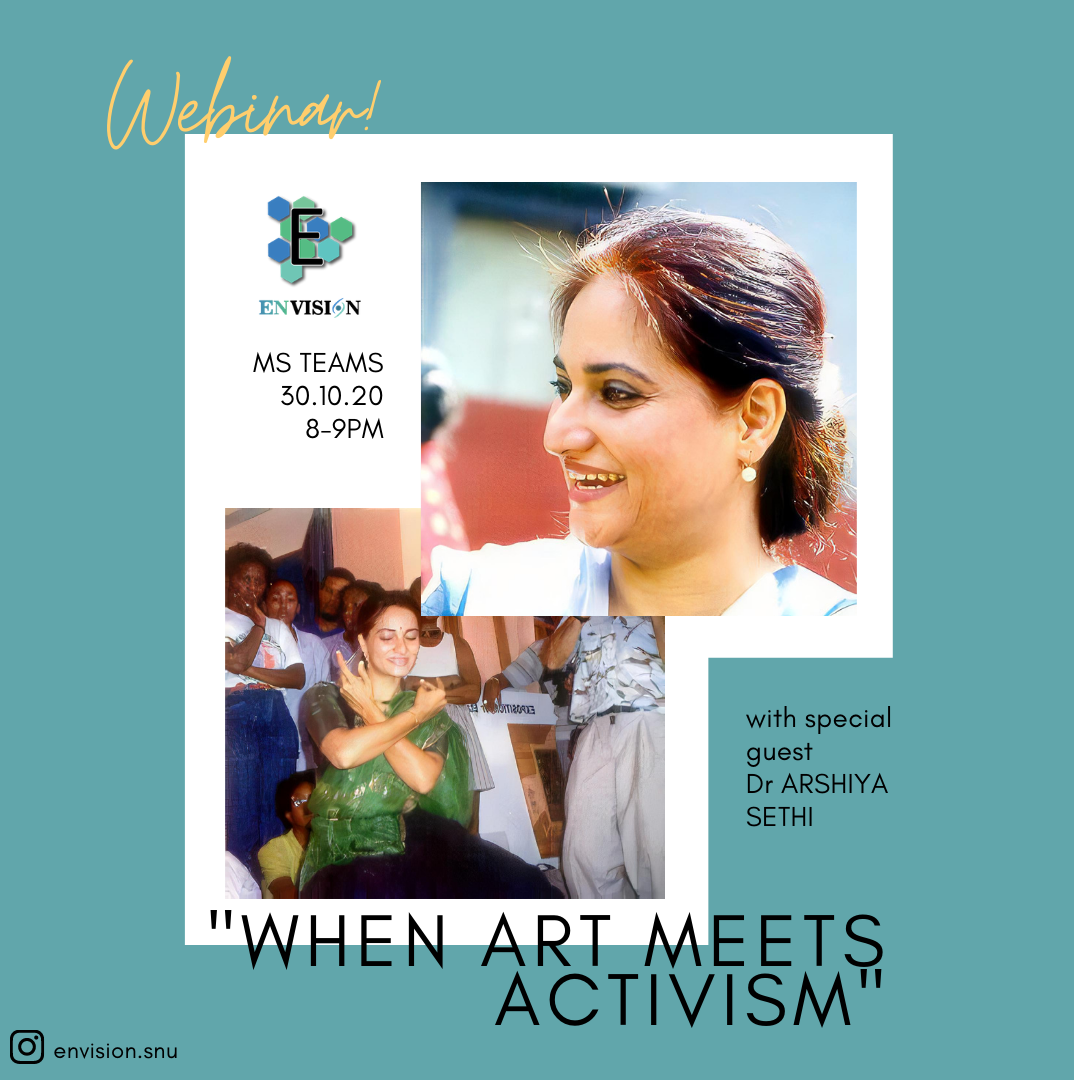 Webinar!
E
ENVISION
MS TEAMS
30.10.20
8-9PM
with special
guest
Dr ARSHIYA
SETHI
"WHEN ART MEETS
ACTIVISM"
envision.snu